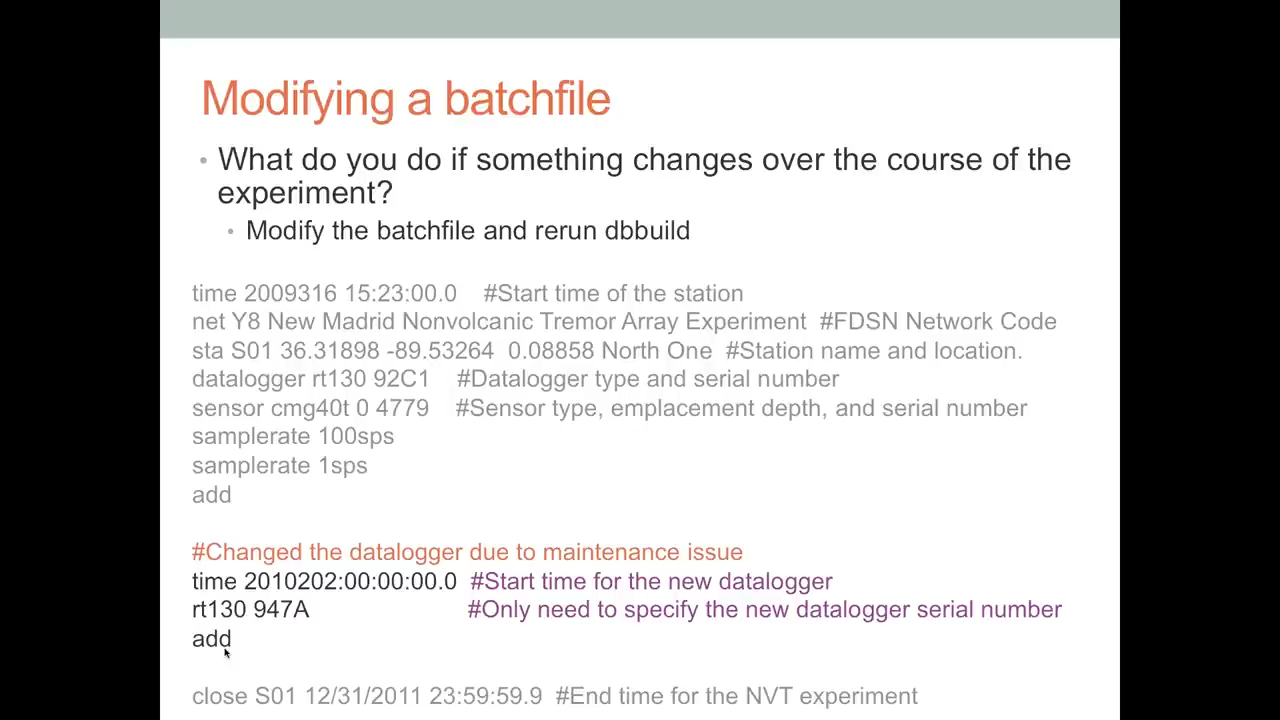 Modifying a batchfile
• What do you do if something changes over the course of the
experiment?
• Modify the batchfile and rerun dbbuild
time 2009316 15:23:00.0 #Start time of the station
net Y8 New Madrid Nonvolcanic Tremor Array Experiment #FDSN Network Code
sta S01 36.31898 -89.53264 0.08858 North One #Station name and location.
datalogger rt130 92C1 #Datalogger type and serial number
sensor cmg40t 0 4779 #Sensor type, emplacement depth, and serial number
samplerate 100sps
samplerate 1sps
add
#Changed the datalogger due to maintenance issue
time 2010202:00:00:00.0 #Start time for the new datalogger
rt130 947A #Only need to specify the new datalogger serial number
add
close S01 12/31/2011 23:59:59.9 #End time for the NVT experiment